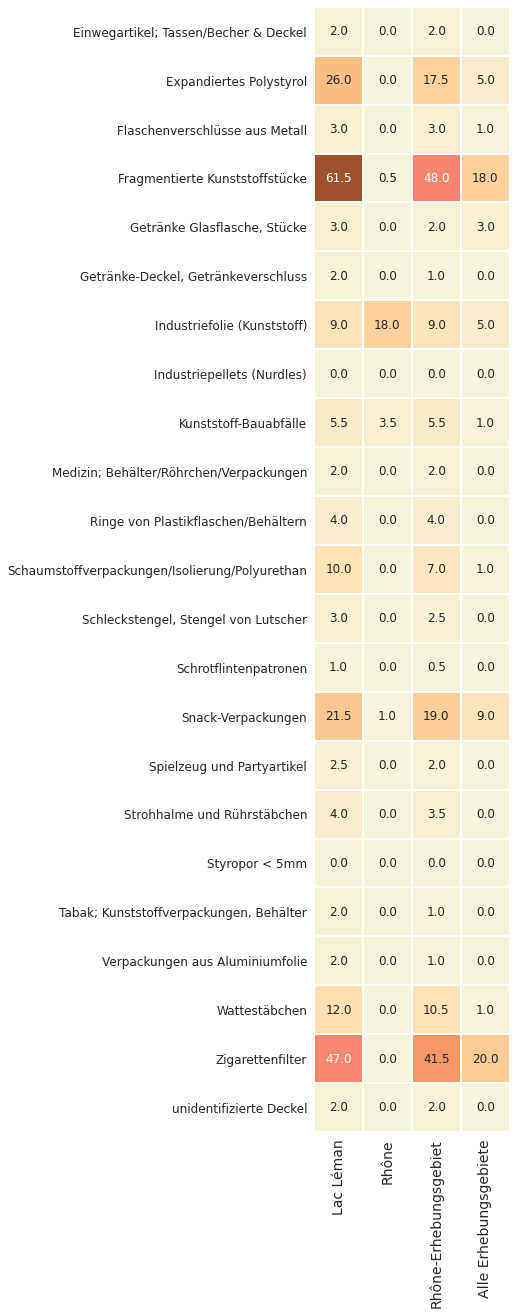 Einwegartikel; Tassen/Becher & Deckel 2.0 0.0 2.0 0.0
Expandiertes Polystyrol 26.0 0.0 17.5 5.0
Flaschenverschlüsse aus Metall 3.0 0.0 3.0 1.0
Fragmentierte Kunststoffstücke 61.5 0.5 48.0 18.0
Getränke Glasflasche, Stücke 3.0 0.0 2.0 3.0
Getränke-Deckel, Getränkeverschluss 2.0 0.0 1.0 0.0
Industriefolie (Kunststoff) 9.0 18.0 9.0 5.0
Industriepellets (Nurdles) 0.0 0.0 0.0 0.0
Kunststoff-Bauabfälle 5.5 3.5 5.5 1.0
Medizin; Behälter/Röhrchen/Verpackungen 2.0 0.0 2.0 0.0
Ringe von Plastikflaschen/Behältern 4.0 0.0 4.0 0.0
Schaumstoffverpackungen/Isolierung/Polyurethan 10.0 0.0 7.0 1.0
Schleckstengel, Stengel von Lutscher 3.0 0.0 2.5 0.0
Schrotflintenpatronen 1.0 0.0 0.5 0.0
Snack-Verpackungen 21.5 1.0 19.0 9.0
Spielzeug und Partyartikel 2.5 0.0 2.0 0.0
Strohhalme und Rührstäbchen 4.0 0.0 3.5 0.0
Styropor < 5mm 0.0 0.0 0.0 0.0
Tabak; Kunststoffverpackungen, Behälter 2.0 0.0 1.0 0.0
Verpackungen aus Aluminiumfolie 2.0 0.0 1.0 0.0
Wattestäbchen 12.0 0.0 10.5 1.0
Zigarettenfilter 47.0 0.0 41.5 20.0
unidentifizierte Deckel 2.0 0.0 2.0 0.0
Lac Léman
Rhône
Rhône-Erhebungsgebiet
Alle Erhebungsgebiete